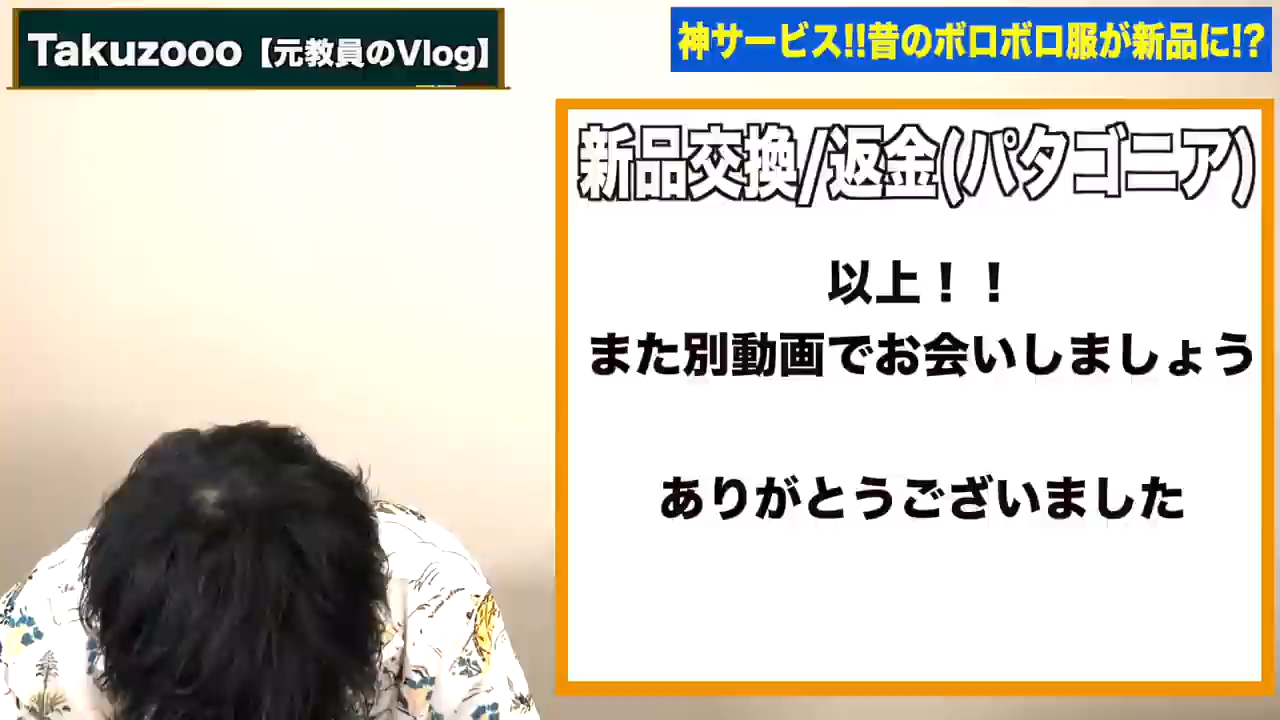 Takuzooo【元教員のVlog】
神サービス!!昔のボロボロ服が新品に!?
新品交換/返金(パタゴニア)
以上！！
また別動画でお会いしましょう
ありがとうございました